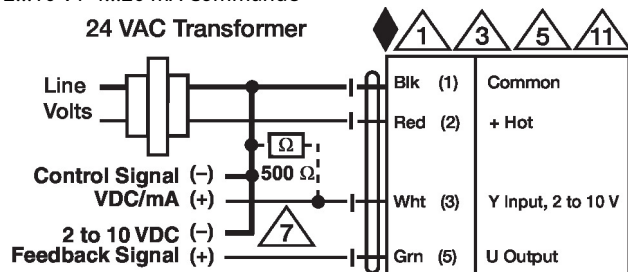 24 VAC Transformer
1 3 5 11
Line
Volts
Blk (1) Common
Red (2) + Hot
Ω
500 Ω
Control Signal (–)
VDC/mA (+)
Wht (3) Y Input, 2 to 10 V
7
2 to 10 VDC (–)
Feedback Signal (+)
Grn (5) U Output